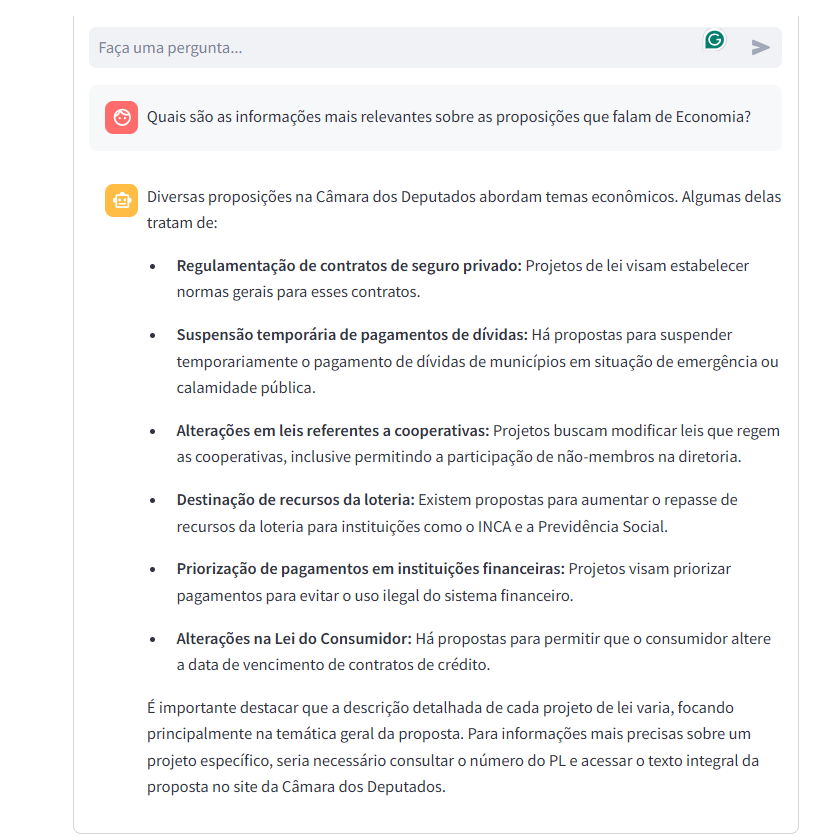 Faça uma pergunta...
Quais são as informações mais relevantes sobre as proposições que falam de Economia?
Diversas proposições na Câmara dos Deputados abordam temas econômicos. Algumas delas
tratam de:
• Regulamentação de contratos de seguro privado: Projetos de lei visam estabelecer
normas gerais para esses contratos.
• Suspensão temporária de pagamentos de dívidas: Há propostas para suspender
temporariamente o pagamento de dívidas de municípios em situação de emergência ou
calamidade pública.
• Alterações em leis referentes a cooperativas: Projetos buscam modificar leis que regem
as cooperativas, inclusive permitindo a participação de não-membros na diretoria.
• Destinação de recursos da loteria: Existem propostas para aumentar o repasse de
recursos da loteria para instituições como o INCA e a Previdência Social.
• Priorização de pagamentos em instituições financeiras: Projetos visam priorizar
pagamentos para evitar o uso ilegal do sistema financeiro.
• Alterações na Lei do Consumidor: Há propostas para permitir que o consumidor altere
a data de vencimento de contratos de crédito.
É importante destacar que a descrição detalhada de cada projeto de lei varia, focando
principalmente na temática geral da proposta. Para informações mais precisas sobre um
projeto específico, seria necessário consultar o número do PL e acessar o texto integral da
proposta no site da Câmara dos Deputados.